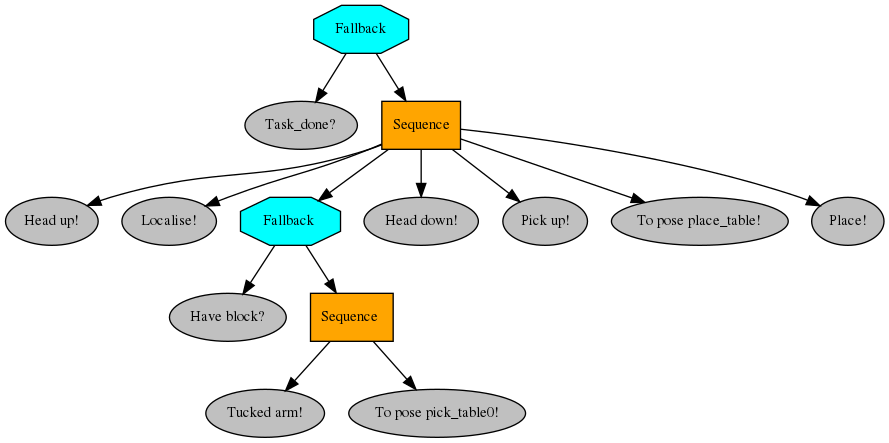 Fallback
Task_done?
Sequence
Head up!
Localise!
Fallback
Head down!
Pick up!
To pose place_table!
Place!
Have block?
Sequence
Tucked arm!
To pose pick_table0!